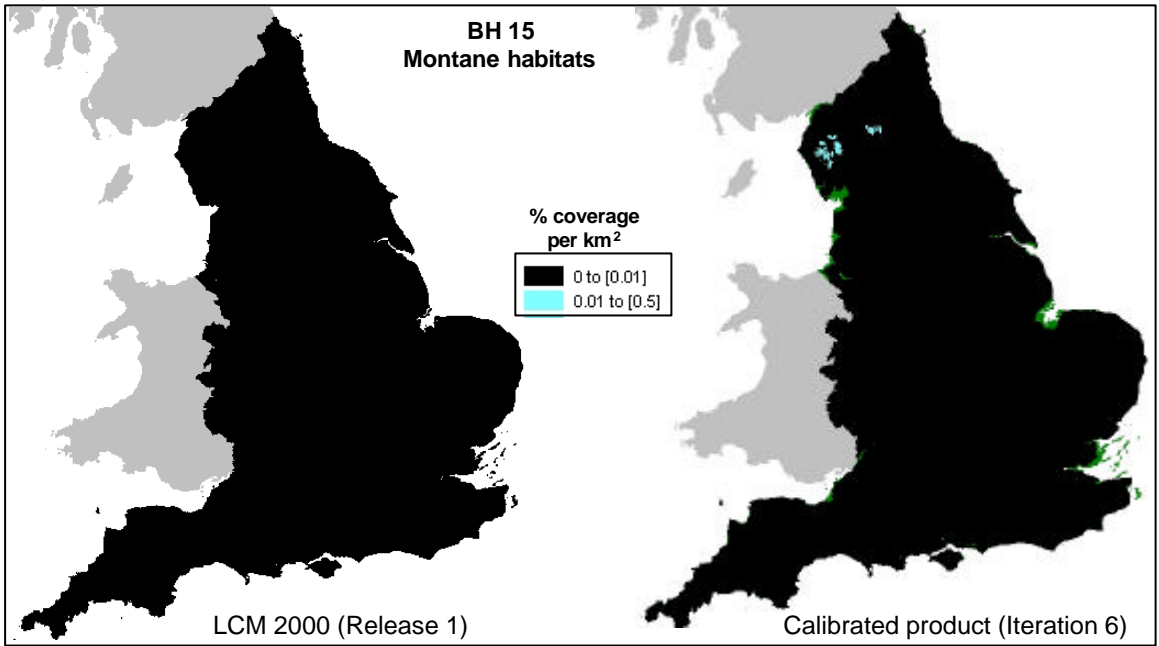 BH 15
Montane habitats
% coverage
per km²
0 to [0.01]
0.01 to [0.5]
LCM 2000 (Release 1)
Calibrated product (Iteration 6)